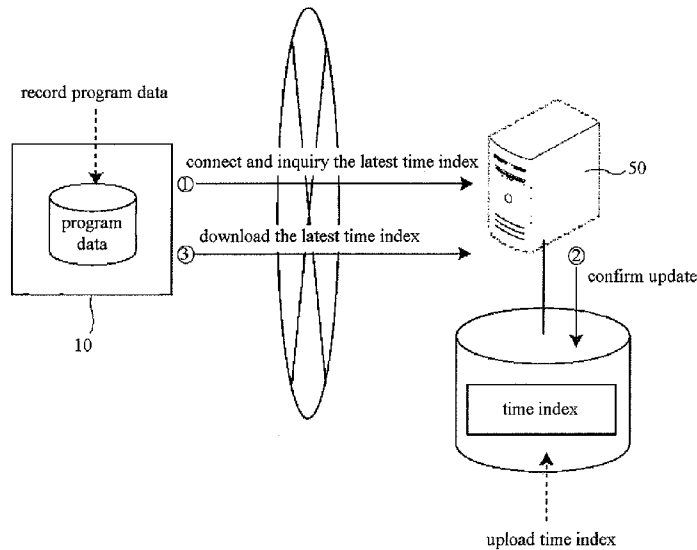 record program data
① connect and inquiry the latest time index
50
program
data
③ download the latest time index
②
confirm update
10
time index
upload time index